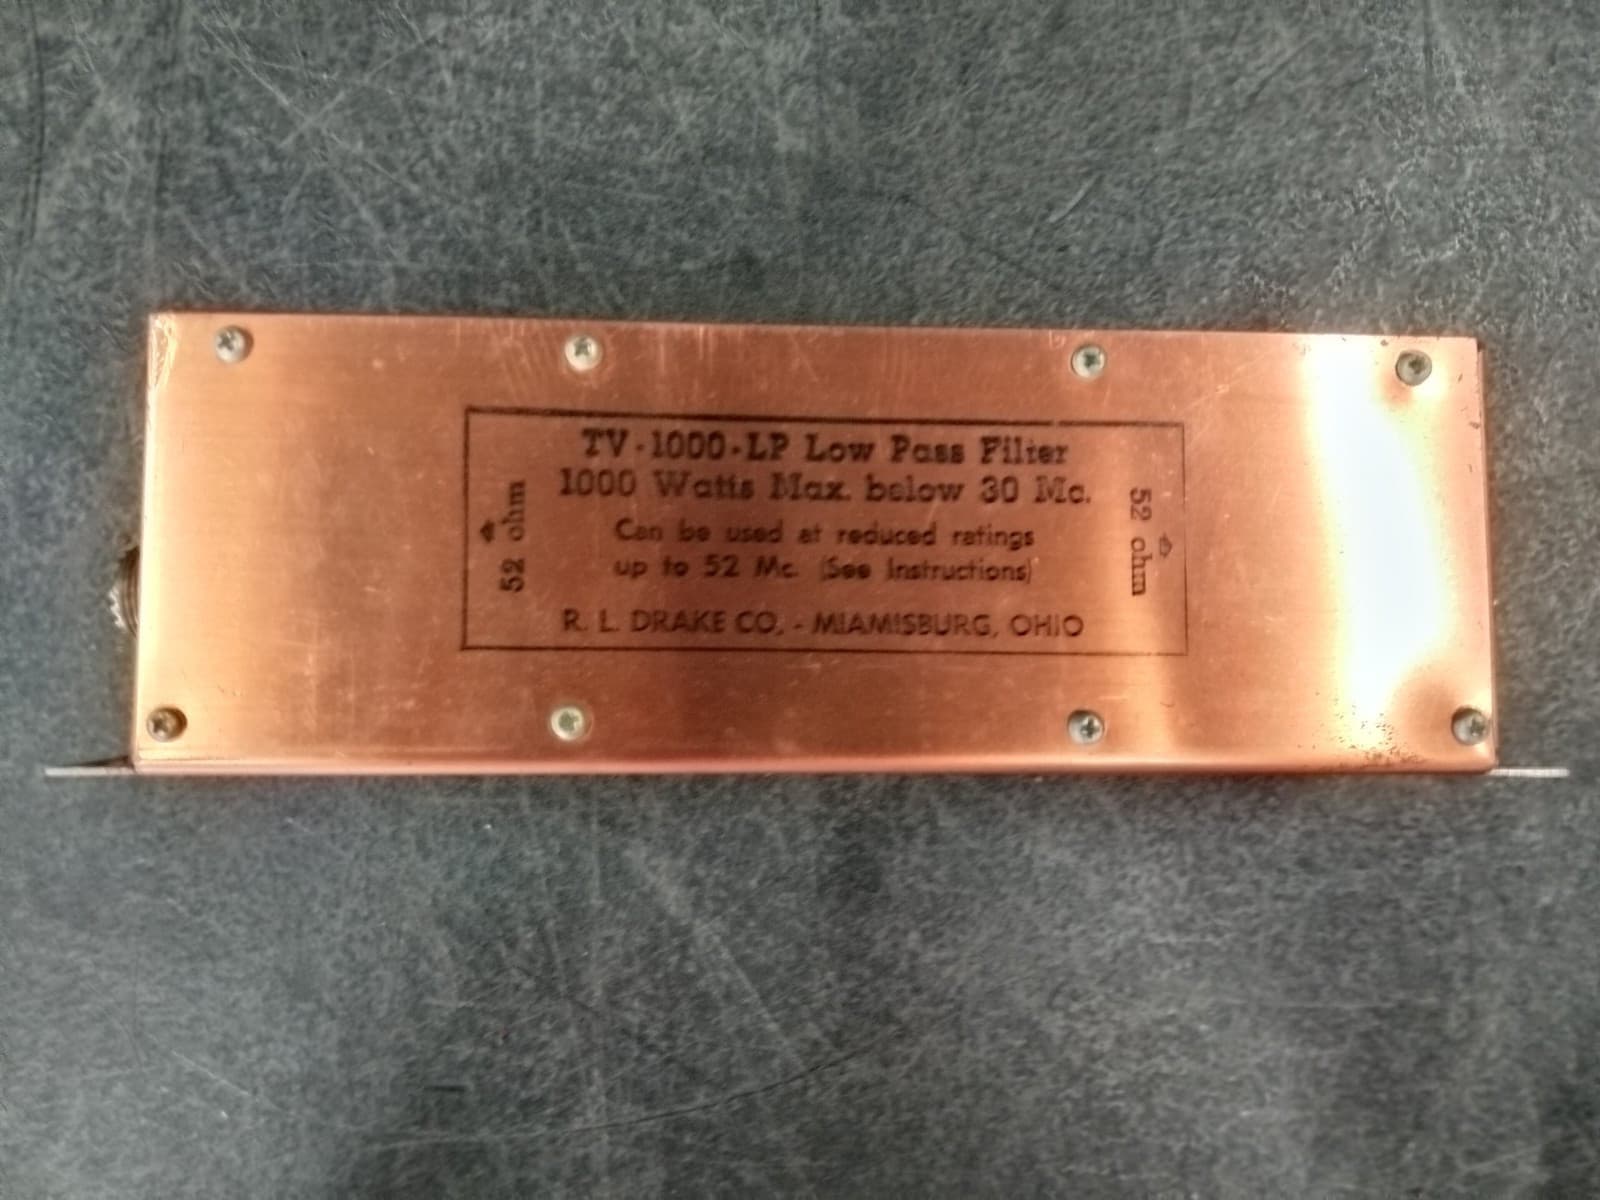 TV-1000-LP Low Pass Filter
1000 Watts Max. below 30 Mc.
Can be used at reduced ratings
up to 52 Mc. (See Instructions)
R. L. DRAKE CO. - MIAMISBURG, OHIO
52 ohm
52 ohm